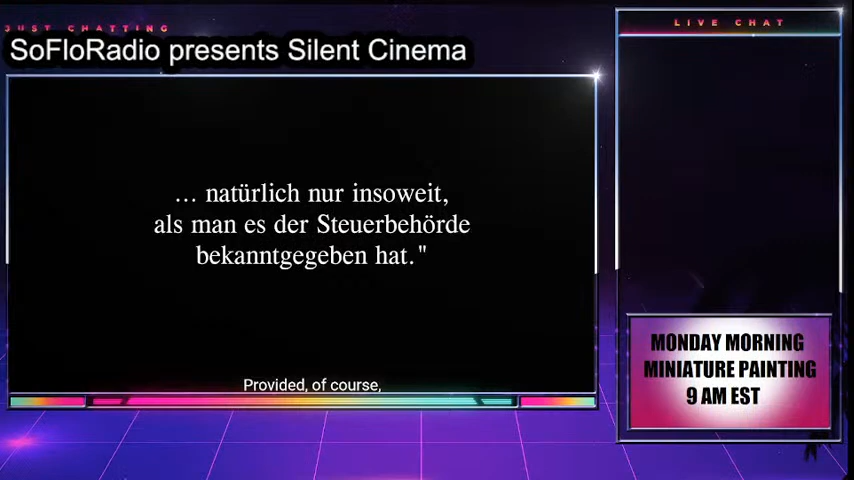 JUST CHATTING
SoFloRadio presents Silent Cinema
LIVE CHAT
... natürlich nur insoweit,
als man es der Steuerbehörde
bekanntgegeben hat."
Provided, of course,
MONDAY MORNING
MINIATURE PAINTING
9 AM EST